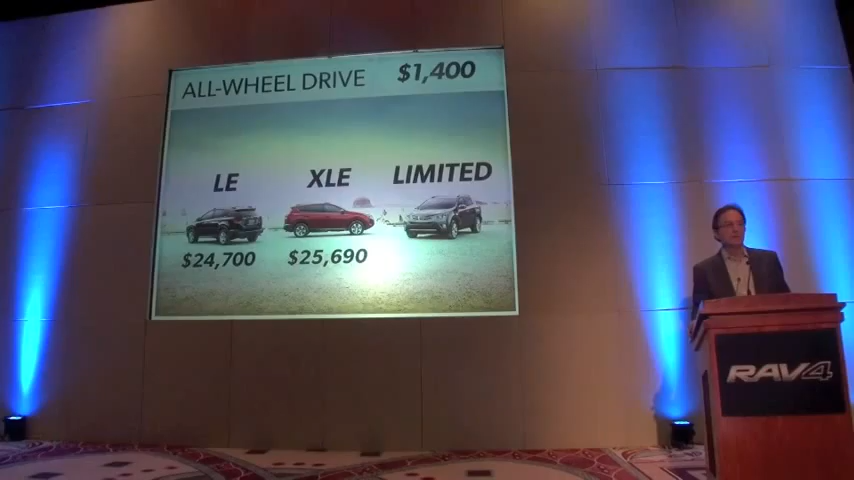 ALL-WHEEL DRIVE $1,400
LE XLE LIMITED
$24,700 $25,690
RAV4